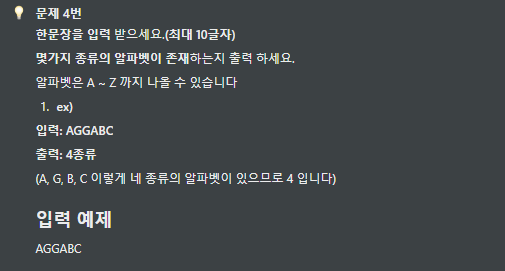 💡 문제 4번
한문장을 입력 받으세요.(최대 10글자)
몇가지 종류의 알파벳이 존재하는지 출력 하세요.
알파벳은 A ~ Z 까지 나올 수 있습니다
1. ex)
입력: AGGABC
출력: 4종류
(A, G, B, C 이렇게 네 종류의 알파벳이 있으므로 4 입니다)
입력 예제
AGGABC